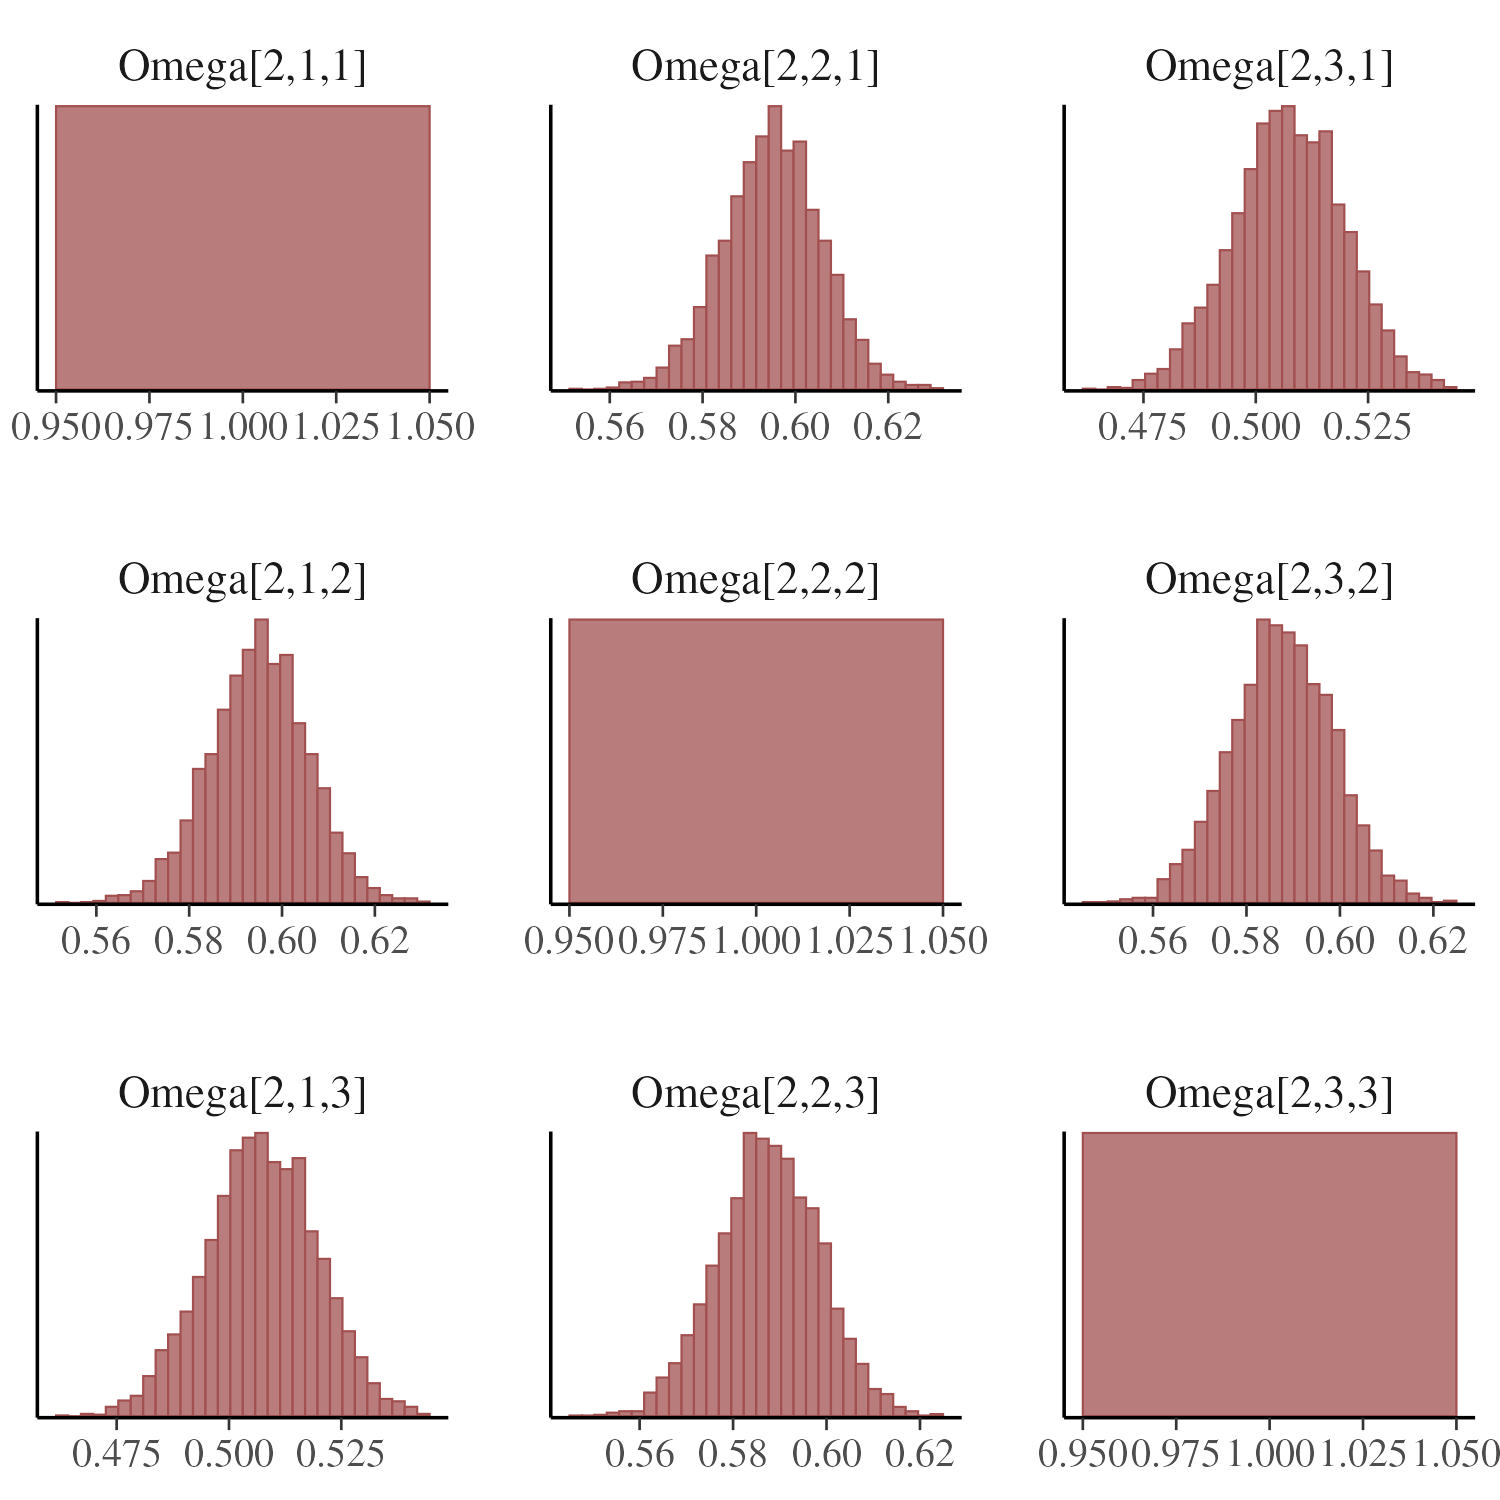 Omega[2,1,1] Omega[2,2,1] Omega[2,3,1]
0.950 0.975 1.000 1.025 1.050 0.56 0.58 0.60 0.62 0.475 0.500 0.525
Omega[2,1,2] Omega[2,2,2] Omega[2,3,2]
0.56 0.58 0.60 0.62 0.950 0.975 1.000 1.025 1.050 0.56 0.58 0.60 0.62
Omega[2,1,3] Omega[2,2,3] Omega[2,3,3]
0.475 0.500 0.525 0.56 0.58 0.60 0.62 0.950 0.975 1.000 1.025 1.050